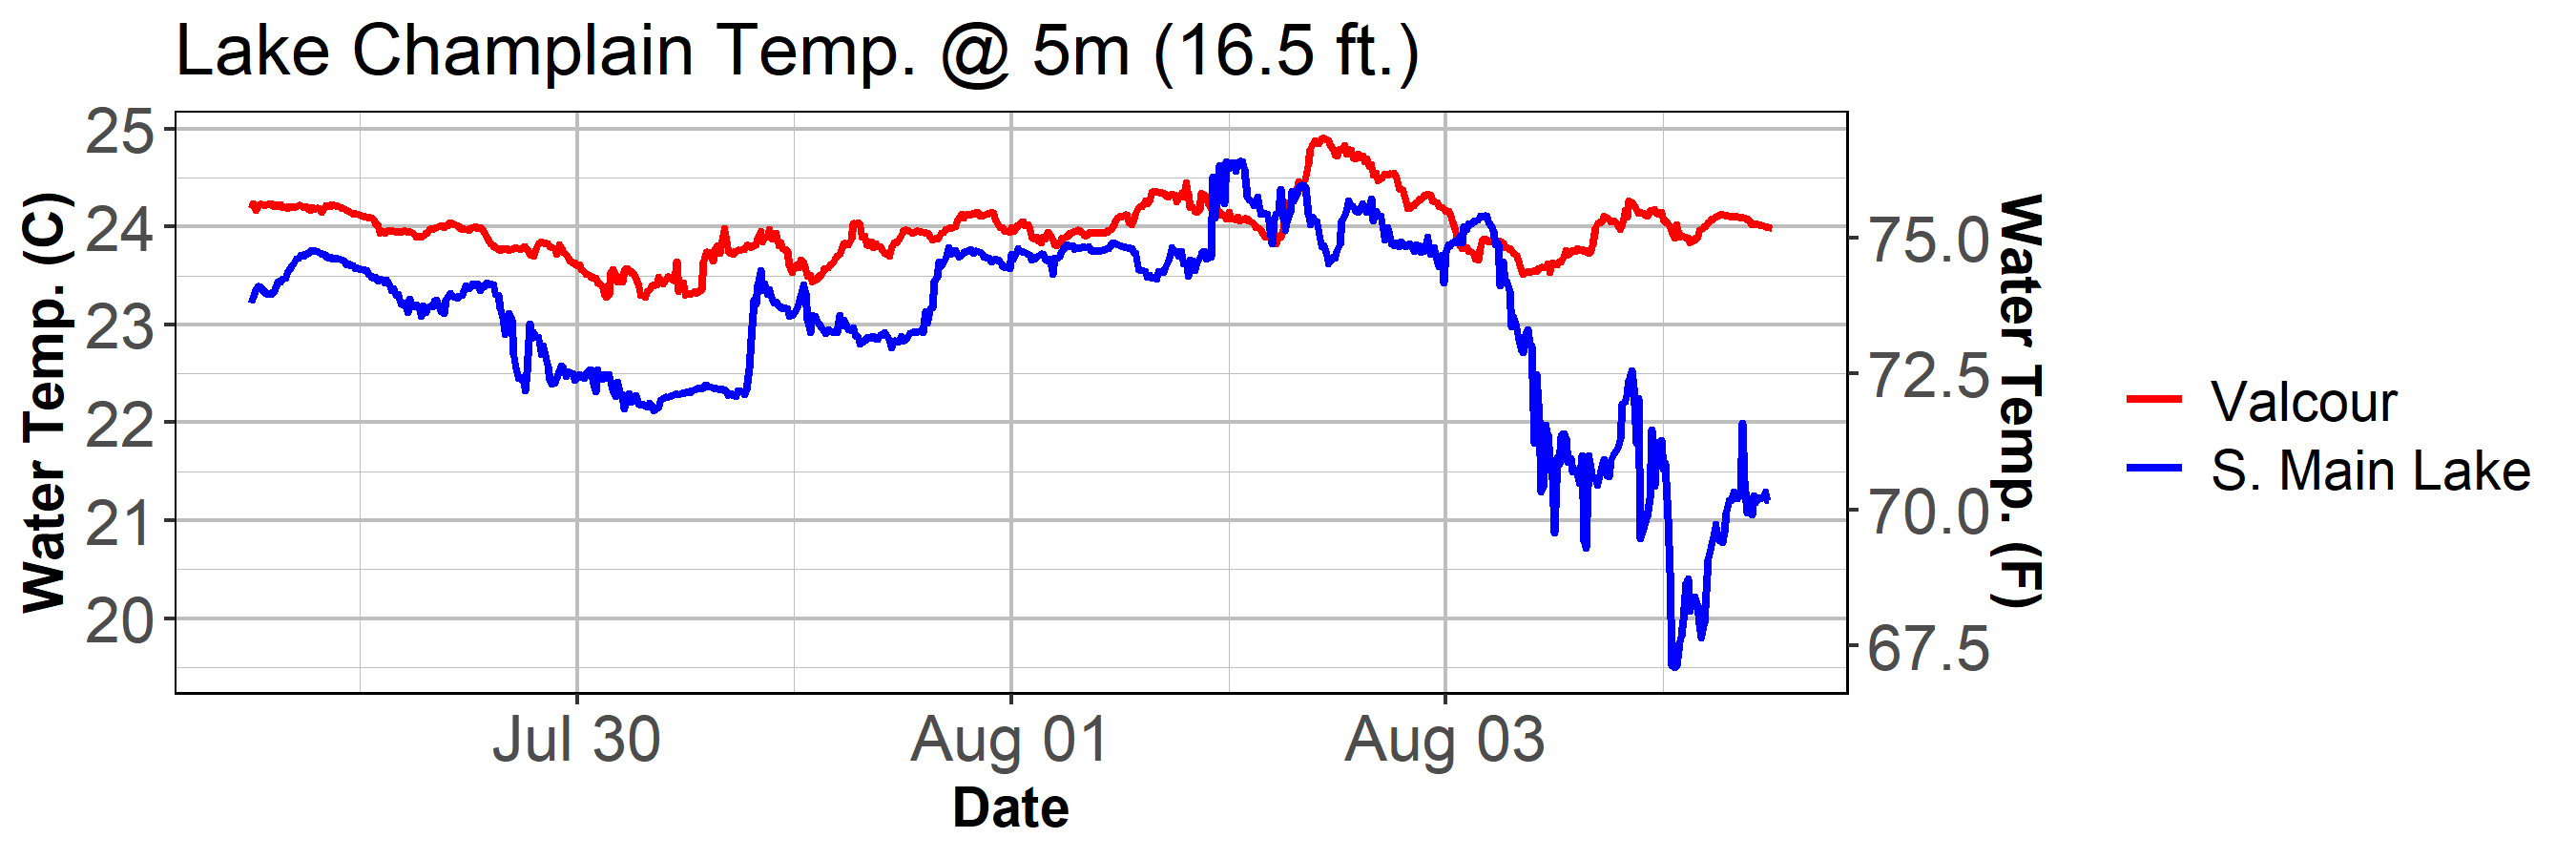 Lake Champlain Temp. @ 5m (16.5 ft.)
Water Temp. (C)
25
24
23
22
21
20
75.0
72.5
70.0
67.5
Water Temp. (F)
Jul 30
Aug 01
Aug 03
Date
Valcour
S. Main Lake